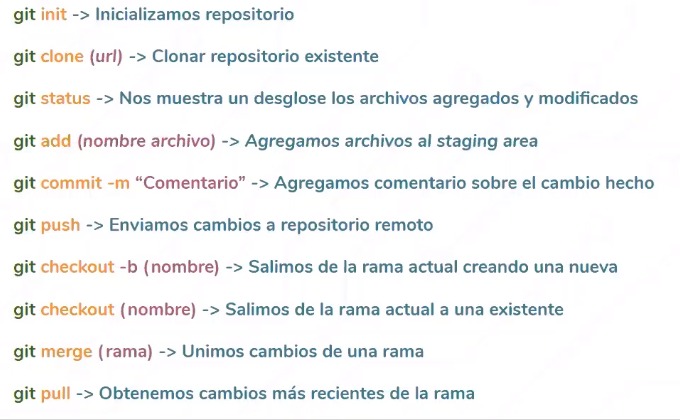 git init -> Inicializamos repositorio
git clone (url) -> Clonar repositorio existente
git status -> Nos muestra un desglose los archivos agregados y modificados
git add (nombre archivo) -> Agregamos archivos al staging area
git commit -m “Comentario” -> Agregamos comentario sobre el cambio hecho
git push -> Enviamos cambios a repositorio remoto
git checkout -b (nombre) -> Salimos de la rama actual creando una nueva
git checkout (nombre) -> Salimos de la rama actual a una existente
git merge (rama) -> Unimos cambios de una rama
git pull -> Obtenemos cambios más recientes de la rama